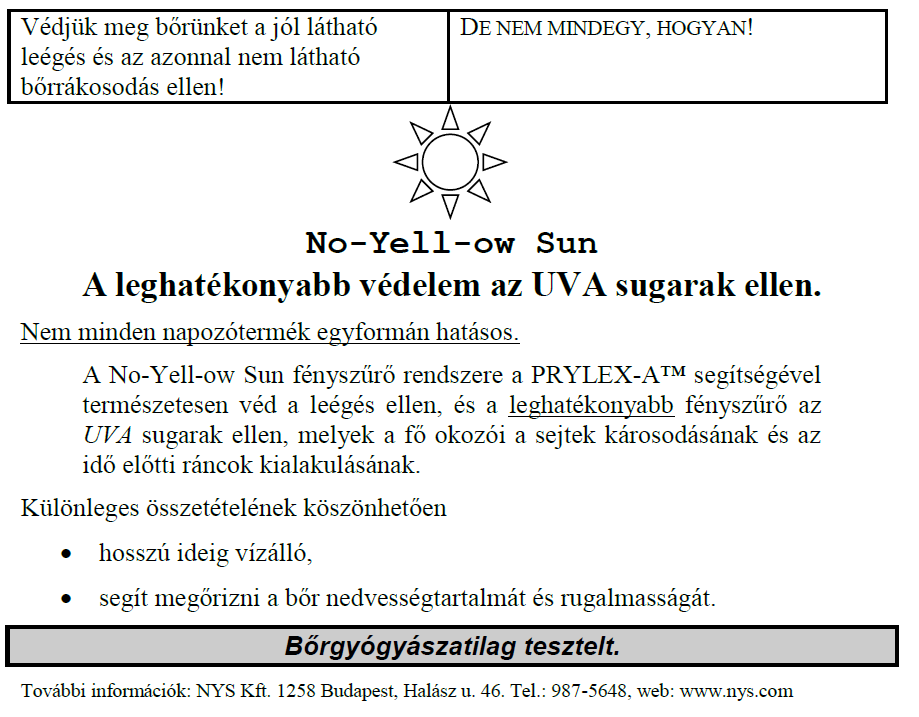 Védjük meg bőrünket a jól látható
leégés és az azonnal nem látható
bőrrákosodás ellen!
DE NEM MINDEGY, HOGYAN!
No-Yell-ow Sun
A leghatékonyabb védelem az UVA sugarak ellen.
Nem minden napozótermék egyformán hatásos.
A No-Yell-ow Sun fényszűrő rendszere a PRYLEX-A™ segítségével
természetesen véd a leégés ellen, és a leghatékonyabb fényszűrő az
UVA sugarak ellen, melyek a fő okozói a sejtek károsodásának és az
idő előtti ráncok kialakulásának.
Különleges összetételének köszönhetően
• hosszú ideig vízálló,
• segít megőrizni a bőr nedvességtartalmát és rugalmasságát.
Bőrgyógyászatilag tesztelt.
További információk: NYS Kft. 1258 Budapest, Halász u. 46. Tel.: 987-5648, web: www.nys.com